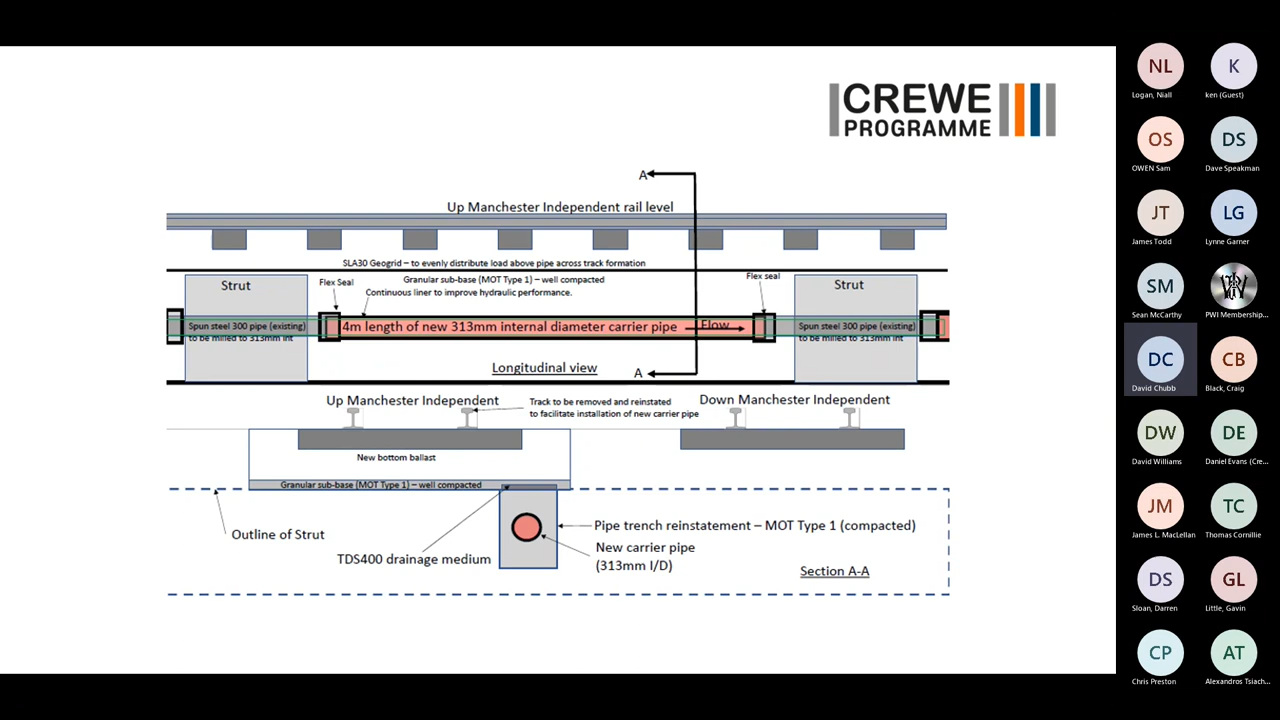 CREWE
PROGRAMME
A
Up Manchester Independent rail level
SLA30 Geogrid – to evenly distribute load above pipe across track formation
Granular sub-base (MOT Type 1) – well compacted
Flex Seal
Continuous liner to improve hydraulic performance.
Flex seal
Strut
Strut
Spun steel 300 pipe (existing)
to be milled to 313mm int
4m length of new 313mm internal diameter carrier pipe
Flow
Spun steel 300 pipe (existing)
to be milled to 313mm int
Longitudinal view
A
Up Manchester Independent
Track to be removed and reinstated
to facilitate installation of new carrier pipe
Down Manchester Independent
New bottom ballast
Granular sub-base (MOT Type 1) – well compacted
Outline of Strut
TDS400 drainage medium
Pipe trench reinstatement – MOT Type 1 (compacted)
New carrier pipe
(313mm I/D)
Section A-A
NL
Logan, Niall
K
ken (Guest)
OS
OWEN Sam
DS
Dave Speakman
JT
James Todd
LG
Lynne Garner
SM
Sean McCarthy
PWI Membership...
DC
David Chubb
CB
Black, Craig
DW
David Williams
DE
Daniel Evans (Cre...
JM
James L. MacLellan
TC
Thomas Cornillie
DS
Sloan, Darren
GL
Little, Gavin
CP
Chris Preston
AT
Alexandros Tsiach...